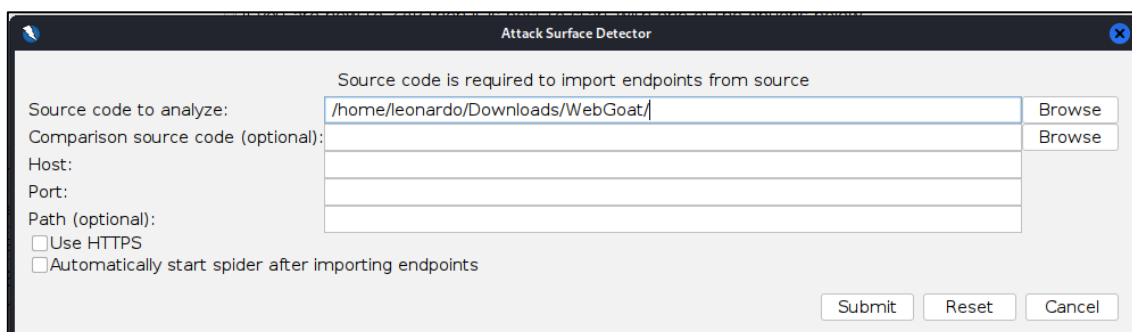 Attack Surface Detector
Source code is required to import endpoints from source
Source code to analyze: /home/leonardo/Downloads/WebGoat/ Browse
Comparison source code (optional): Browse
Host:
Port:
Path (optional):
Use HTTPS
Automatically start spider after importing endpoints
Submit Reset Cancel